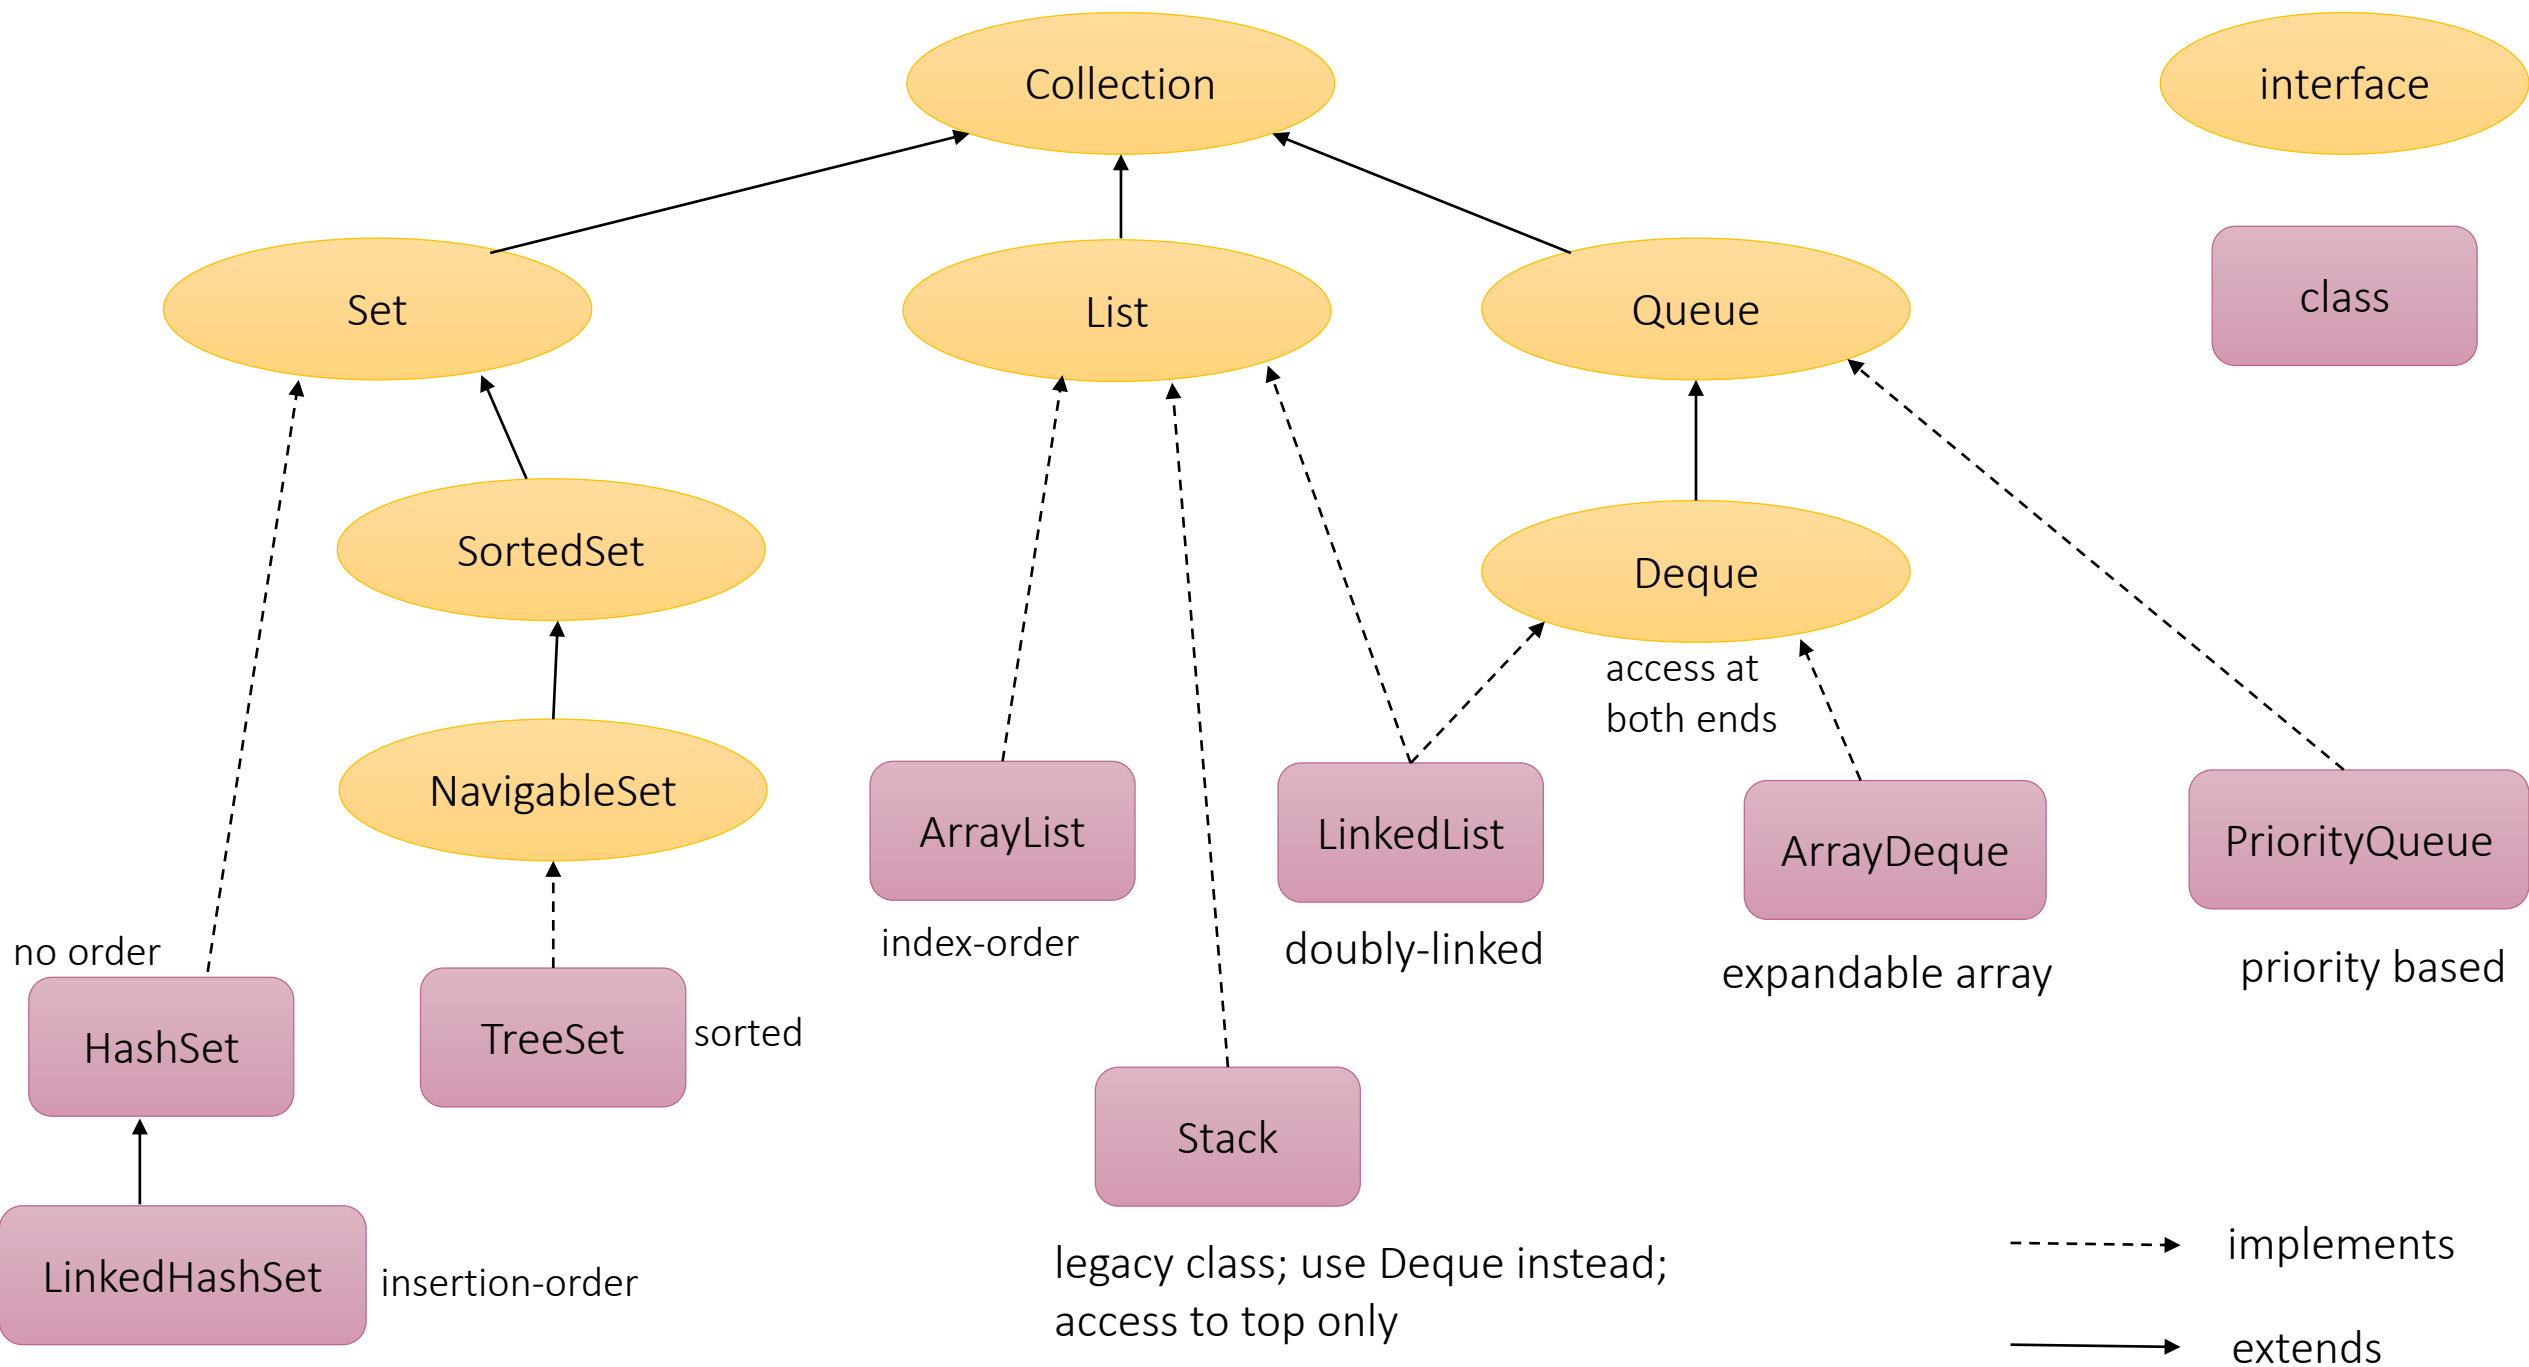 Collection
interface
Set
List
Queue
class
SortedSet
Deque
access at
both ends
NavigableSet
ArrayList
LinkedList
ArrayDeque
PriorityQueue
no order
index-order
doubly-linked
expandable array
priority based
HashSet
TreeSet
sorted
Stack
LinkedHashSet
insertion-order
legacy class; use Deque instead;
access to top only
implements
extends